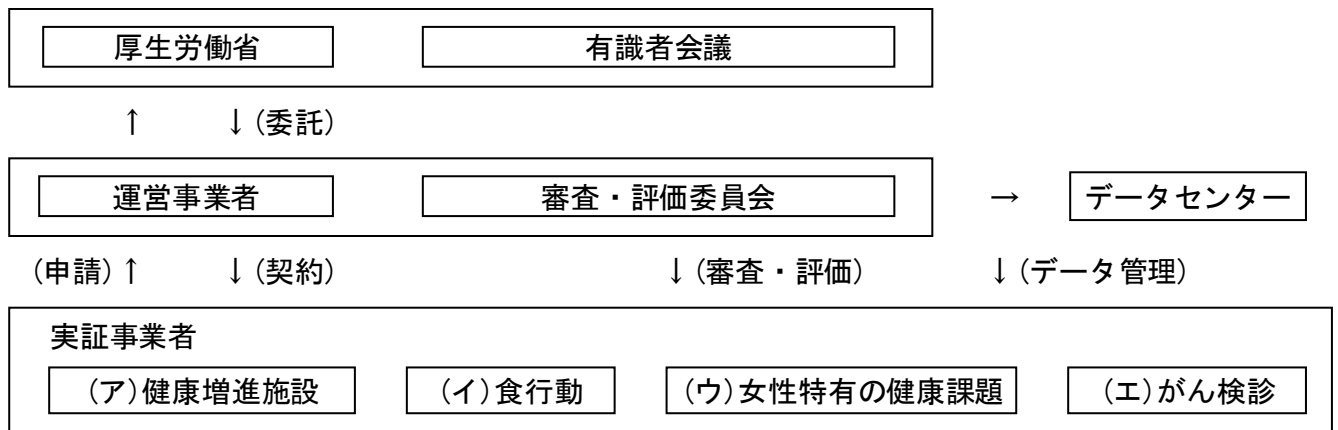 厚生労働省 有識者会議
↑ ↓(委託)
運営事業者 審査・評価委員会 → データセンター
(申請)↑ ↓(契約) ↓(審査・評価) ↓(データ管理)
実証事業者
(ア)健康増進施設 (イ)食行動 (ウ)女性特有の健康課題 (エ)がん検診